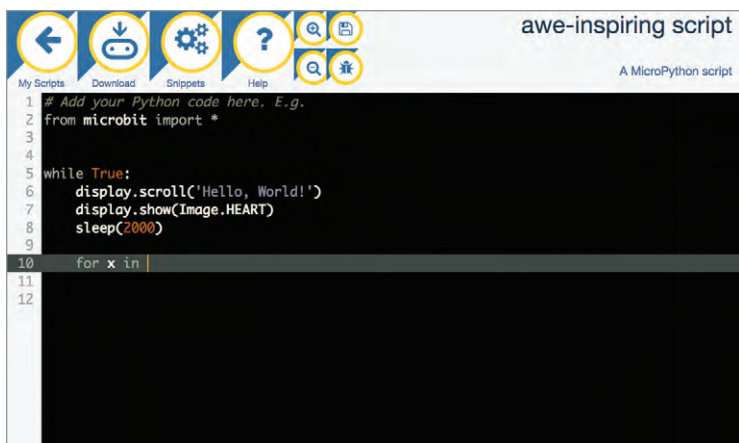 awe-inspiring script
My Scripts Download Snippets ? Help
A MicroPython script
1 # Add your Python code here. E.g.
2 from microbit import *
3
4
5 while True:
6     display.scroll('Hello, World!')
7     display.show(Image.HEART)
8     sleep(2000)
9
10     for x in
11
12